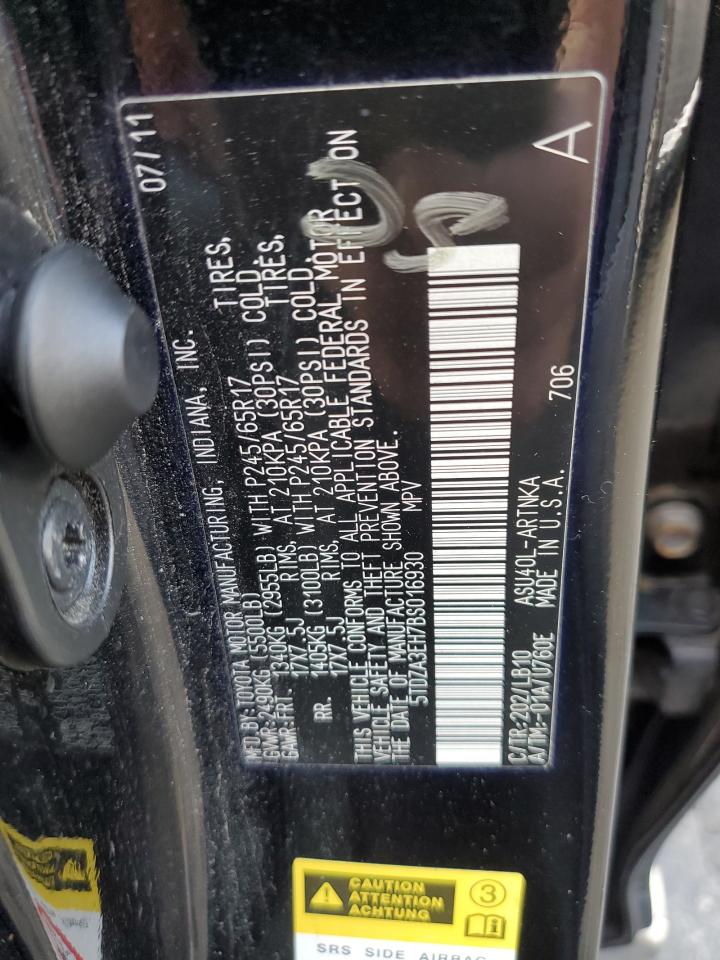 07/11
MFD BY: TOYOTA MOTOR MANUFACTURING, INDIANA, INC.
GVWR-2490KG (5500LB)
GAWR-FRT. 1340KG (2955LB) WITH P245/65R17 TIRES,
17X7.5J RIMS, AT 210KPA (30PSI) COLD.
RR. 1405KG (3100LB) WITH P245/65R17 TIRES,
17X7.5J RIMS, AT 210KPA (30PSI) COLD.
THIS VEHICLE CONFORMS TO ALL APPLICABLE FEDERAL MOTOR
VEHICLE SAFETY AND THEFT PREVENTION STANDARDS IN EFFECT ON
THE DATE OF MANUFACTURE SHOWN ABOVE.
5TDZA3EH7BS016930 MPV
C/TR:202/LB10 ASU40L-ARTNKA 706
A/TM:-01A/U760E MADE IN U.S.A.
A
CAUTION
ATTENTION
ACHTUNG
3
SRS SIDE AIRBAG